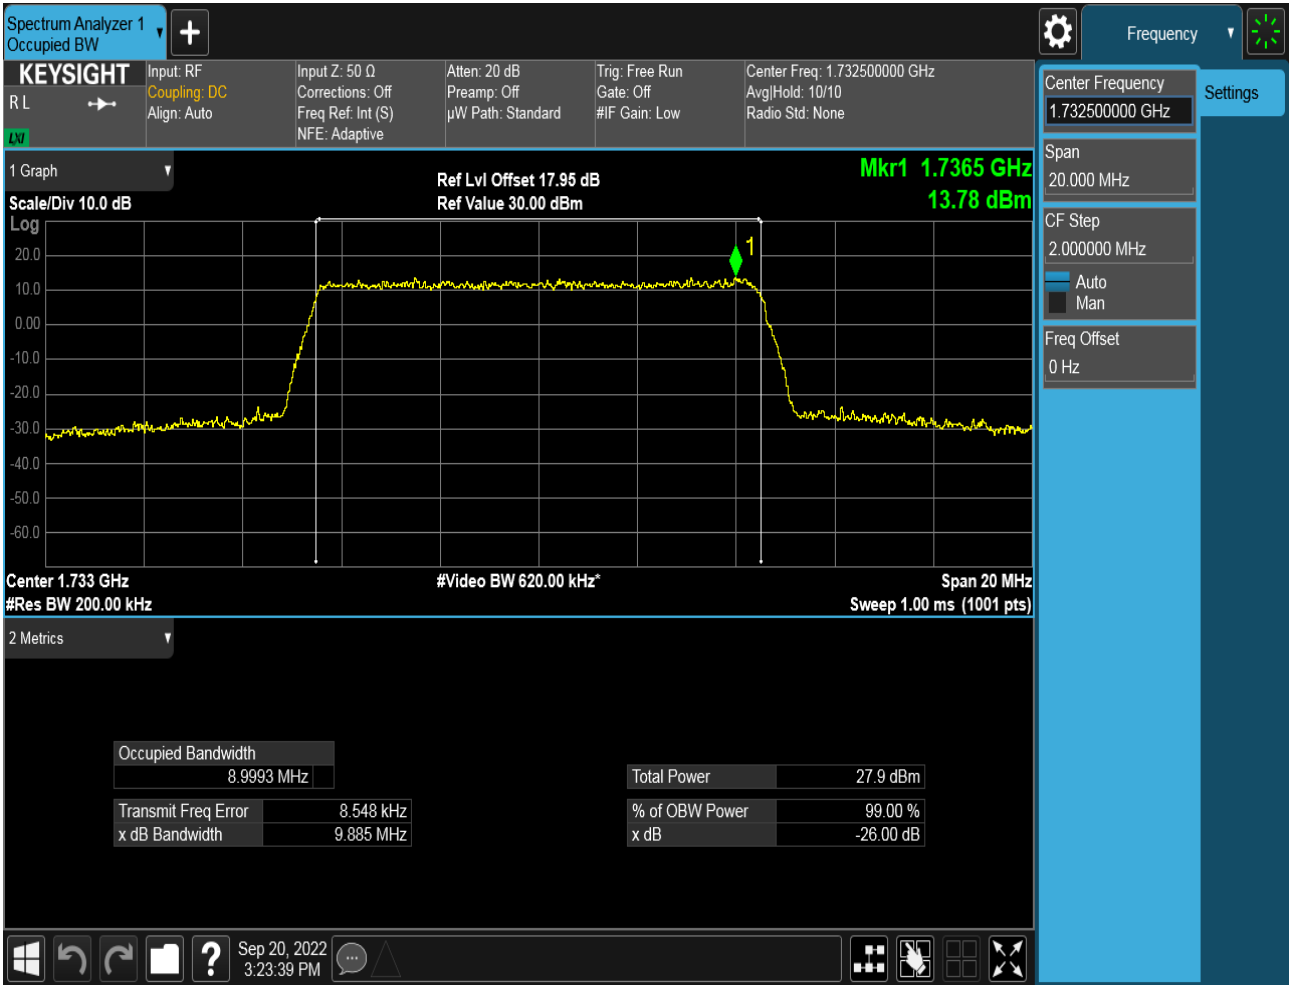 Spectrum Analyzer 1
Occupied BW
Frequency
KEYSIGHT
R L
LXI
Input: RF
Coupling: DC
Align: Auto
Input Z: 50 Ω
Corrections: Off
Freq Ref: Int (S)
NFE: Adaptive
Atten: 20 dB
Preamp: Off
µW Path: Standard
Trig: Free Run
Gate: Off
#IF Gain: Low
Center Freq: 1.732500000 GHz
Avg|Hold: 10/10
Radio Std: None
Center Frequency
1.732500000 GHz
Settings
Span
20.000 MHz
CF Step
2.000000 MHz
Auto
Man
Freq Offset
0 Hz
1 Graph
Scale/Div 10.0 dB
Log
Ref Lvl Offset 17.95 dB
Ref Value 30.00 dBm
Mkr1 1.7365 GHz
13.78 dBm
1
20.0
10.0
0.00
-10.0
-20.0
-30.0
-40.0
-50.0
-60.0
Center 1.733 GHz
#Video BW 620.00 kHz*
Span 20 MHz
#Res BW 200.00 kHz
Sweep 1.00 ms (1001 pts)
2 Metrics
Occupied Bandwidth
8.9993 MHz
Total Power 27.9 dBm
Transmit Freq Error 8.548 kHz
% of OBW Power 99.00 %
x dB Bandwidth 9.885 MHz
x dB -26.00 dB
?
Sep 20, 2022
3:23:39 PM